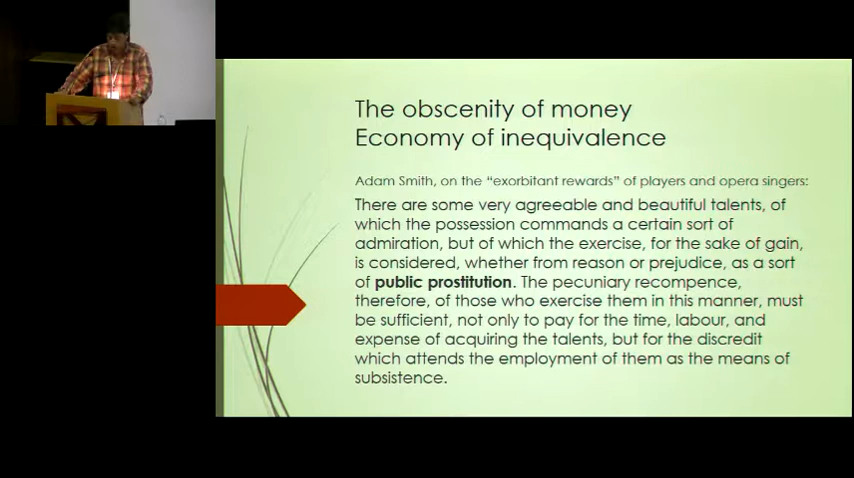 The obscenity of money
Economy of inequivalence
Adam Smith, on the “exorbitant rewards” of players and opera singers:
There are some very agreeable and beautiful talents, of
which the possession commands a certain sort of
admiration, but of which the exercise, for the sake of gain,
is considered, whether from reason or prejudice, as a sort
of public prostitution. The pecuniary recompence,
therefore, of those who exercise them in this manner, must
be sufficient, not only to pay for the time, labour, and
expense of acquiring the talents, but for the discredit
which attends the employment of them as the means of
subsistence.